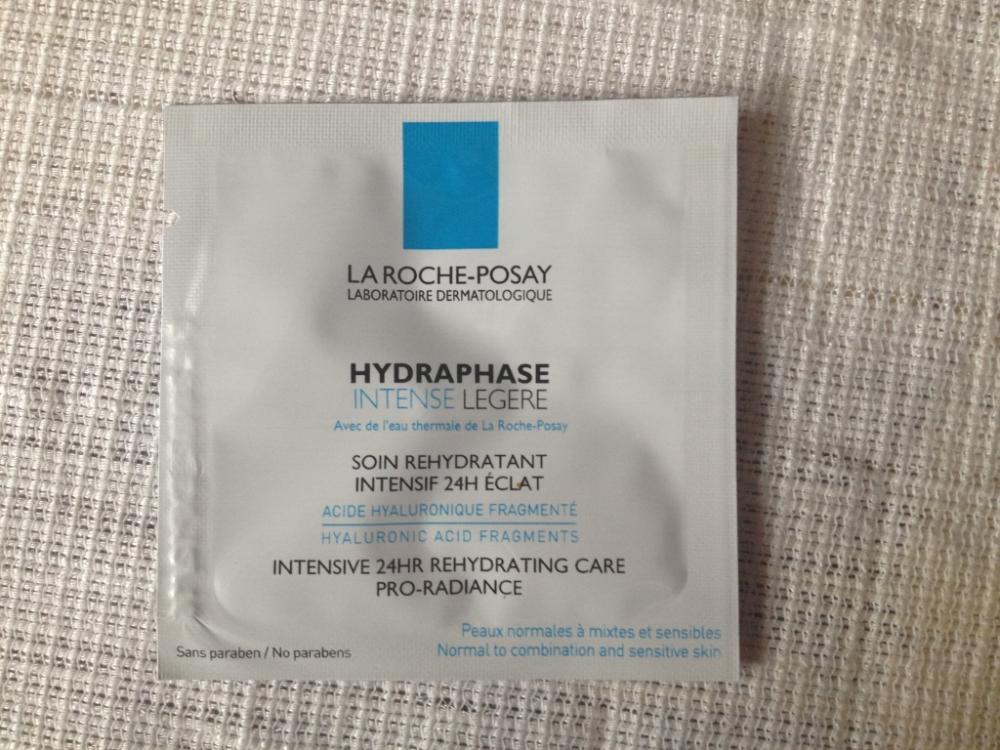 LA ROCHE-POSAY
LABORATOIRE DERMATOLOGIQUE
HYDRAPHASE
INTENSE LEGERE
Avec de l'eau thermale de La Roche-Posay
SOIN REHYDRATANT
INTENSIF 24H ÉCLAT
ACIDE HYALURONIQUE FRAGMENTÉ
HYALURONIC ACID FRAGMENTS
INTENSIVE 24HR REHYDRATING CARE
PRO-RADIANCE
Peaux normales à mixtes et sensibles
Normal to combination and sensitive skin
Sans paraben / No parabens